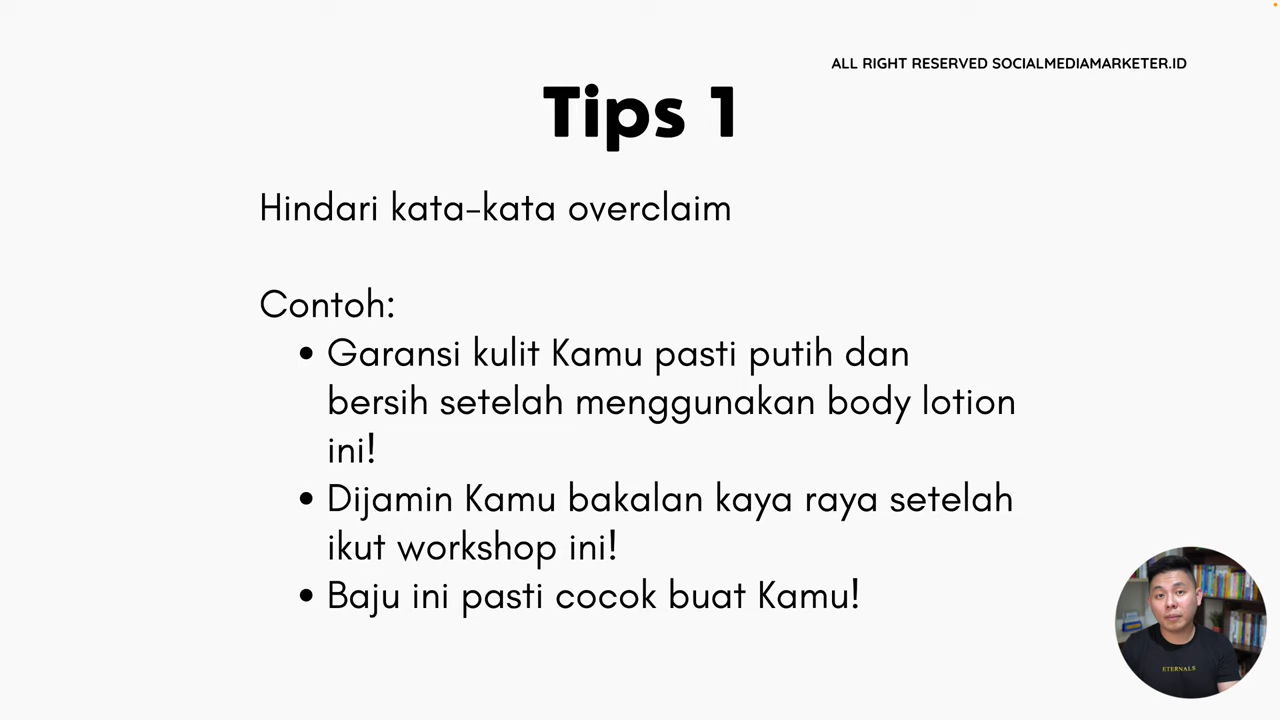 ALL RIGHT RESERVED SOCIALMEDIAMARKETER.ID
Tips 1
Hindari kata-kata overclaim
Contoh:
• Garansi kulit Kamu pasti putih dan
bersih setelah menggunakan body lotion
ini!
• Dijamin Kamu bakalan kaya raya setelah
ikut workshop ini!
• Baju ini pasti cocok buat Kamu!
ETERNALS